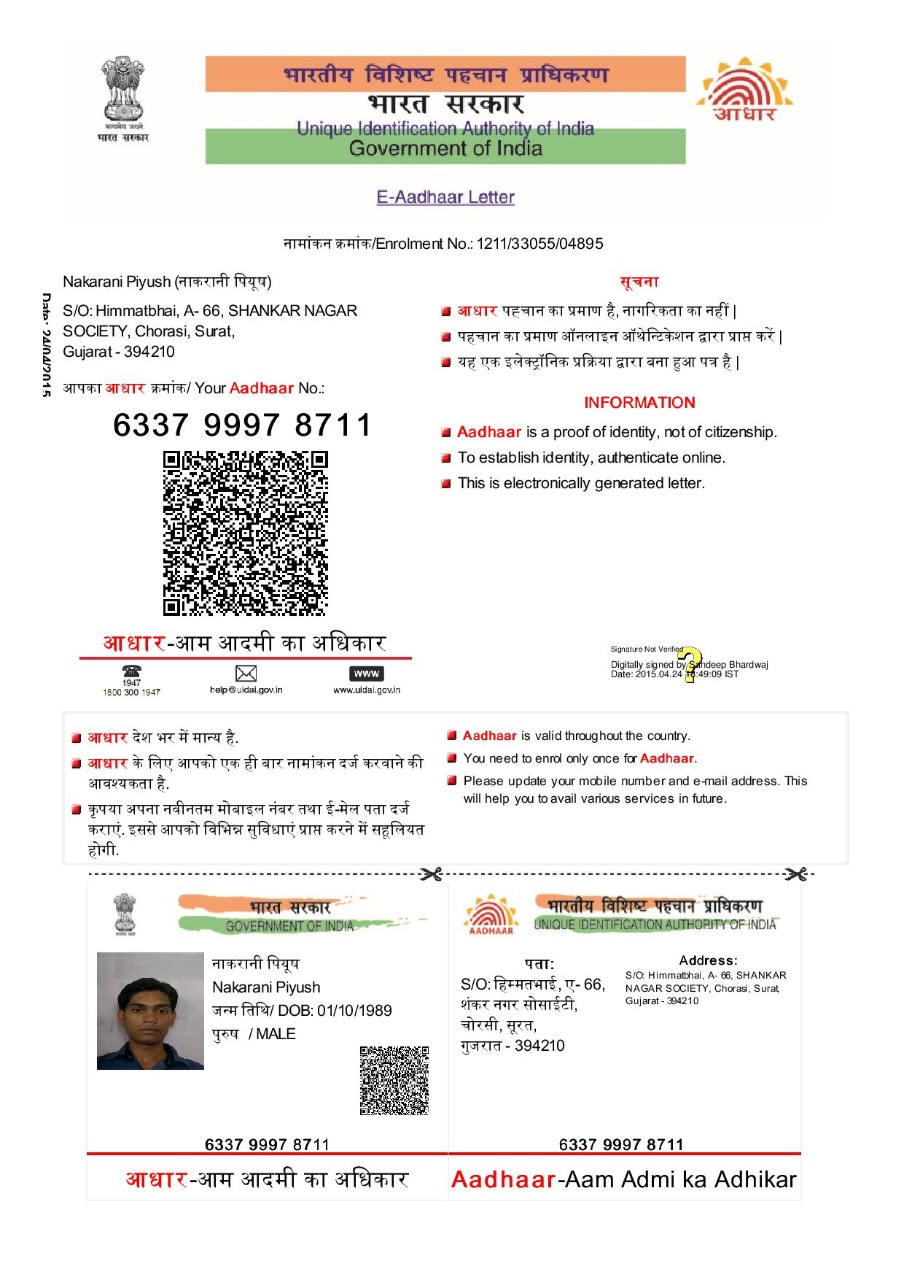 भारतीय विशिष्ट पहचान प्राधिकरण
भारत सरकार
Unique Identification Authority of India
Government of India
सत्यमेव जयते
भारत सरकार
आधार
E-Aadhaar Letter
नामांकन क्रमांक/Enrolment No.: 1211/33055/04895
Date: 24/04/2015
Nakarani Piyush (नाकरानी पियूष)
S/O: Himmatbhai, A- 66, SHANKAR NAGAR
SOCIETY, Chorasi, Surat,
Gujarat - 394210
आपका आधार क्रमांक/ Your Aadhaar No.:
6337 9997 8711
सूचना
आधार पहचान का प्रमाण है, नागरिकता का नहीं |
पहचान का प्रमाण ऑनलाइन ऑथेन्टिकेशन द्वारा प्राप्त करें |
यह एक इलेक्ट्रॉनिक प्रक्रिया द्वारा बना हुआ पत्र है |
INFORMATION
Aadhaar is a proof of identity, not of citizenship.
To establish identity, authenticate online.
This is electronically generated letter.
आधार-आम आदमी का अधिकार
1947
1800 300 1947
help@uidai.gov.in
www
www.uidai.gov.in
Signature Not Verified
Digitally signed by Sandeep Bhardwaj
Date: 2015.04.24 :49:09 IST
आधार देश भर में मान्य है.
आधार के लिए आपको एक ही बार नामांकन दर्ज करवाने की
आवश्यकता है.
कृपया अपना नवीनतम मोबाइल नंबर तथा ई-मेल पता दर्ज
कराएं. इससे आपको विभिन्न सुविधाएं प्राप्त करने में सहूलियत
होगी.
Aadhaar is valid throughout the country.
You need to enrol only once for Aadhaar.
Please update your mobile number and e-mail address. This
will help you to avail various services in future.
भारत सरकार
GOVERNMENT OF INDIA
नाकरानी पियूष
Nakarani Piyush
जन्म तिथि/ DOB: 01/10/1989
पुरुष / MALE
6337 9997 8711
आधार-आम आदमी का अधिकार
AADHAAR
भारतीय विशिष्ट पहचान प्राधिकरण
UNIQUE IDENTIFICATION AUTHORITY OF INDIA
पता:
S/O: हिम्मतभाई, ए- 66,
शंकर नगर सोसाईटी,
चोरसी, सूरत,
गुजरात - 394210
Address:
S/O: Himmatbhai, A- 66, SHANKAR
NAGAR SOCIETY, Chorasi, Surat,
Gujarat - 394210
6337 9997 8711
Aadhaar-Aam Admi ka Adhikar